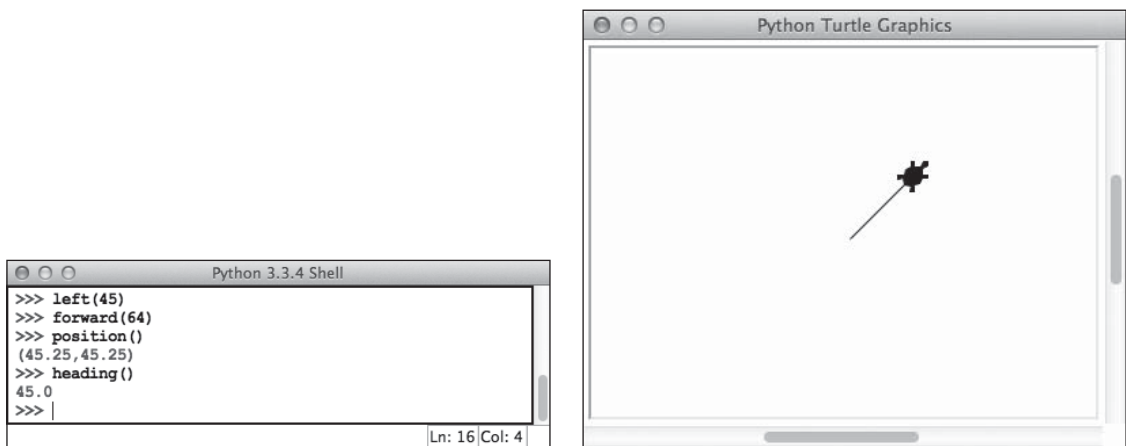 Python 3.3.4 Shell
>>> left(45)
>>> forward(64)
>>> position()
(45.25,45.25)
>>> heading()
45.0
>>>
Ln: 16 Col: 4
Python Turtle Graphics